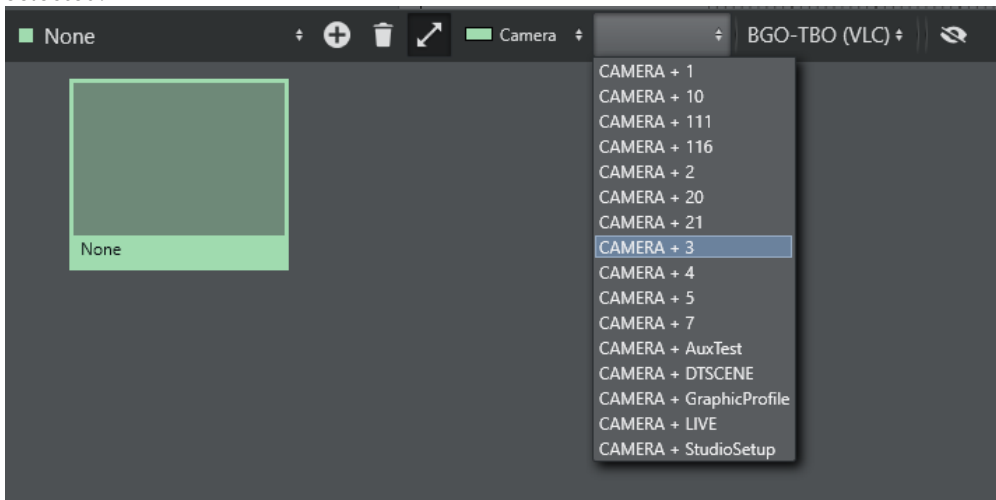 None
Camera
BGO-TBO (VLC)
CAMERA + 1
CAMERA + 10
CAMERA + 111
CAMERA + 116
CAMERA + 2
CAMERA + 20
CAMERA + 21
CAMERA + 3
CAMERA + 4
CAMERA + 5
CAMERA + 7
CAMERA + AuxTest
CAMERA + DTSCENE
CAMERA + GraphicProfile
CAMERA + LIVE
CAMERA + StudioSetup
None